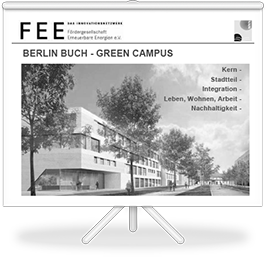 FEE DAS INNOVATIONSNETZWERK
Fördergesellschaft
Erneuerbare Energien e.V.
BERLIN BUCH - GREEN CAMPUS
Kern -
Stadtteil -
Integration -
Leben, Wohnen, Arbeit -
Nachhaltigkeit -